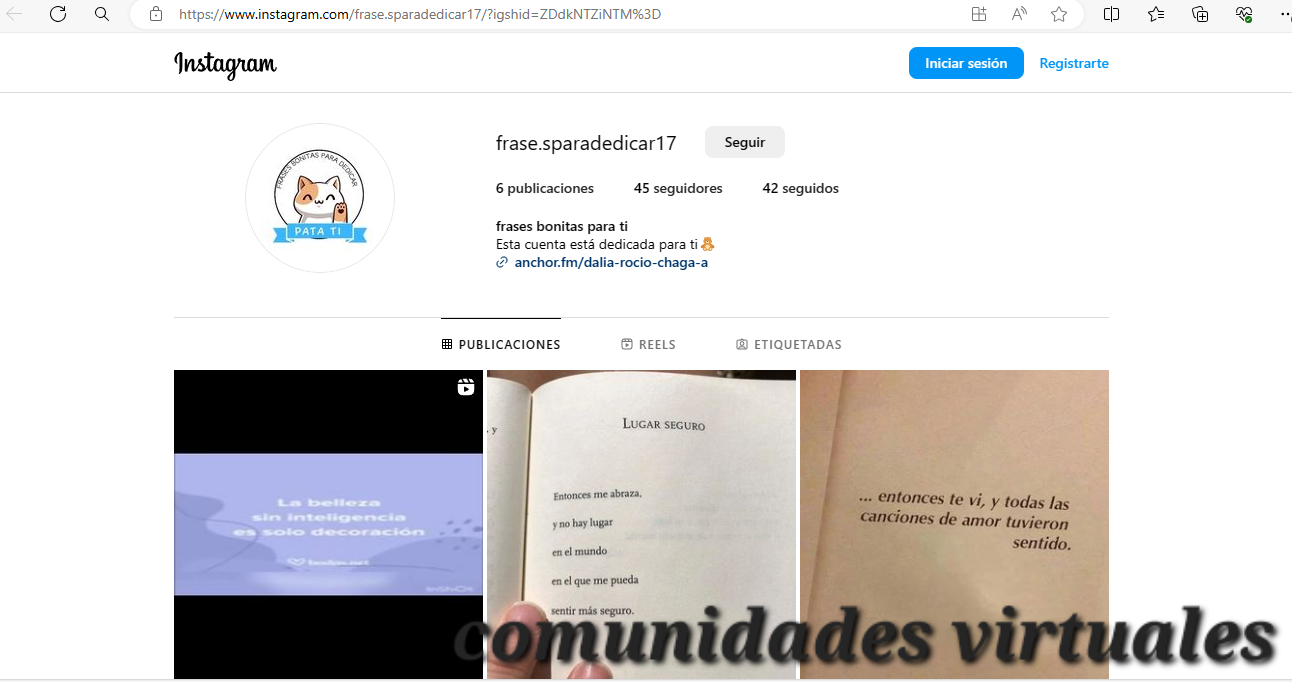 https://www.instagram.com/frase.sparadedicar17/?igshid=ZDdkNTZiNTM%3D
Instagram
Iniciar sesión
Registrarte
frase.sparadedicar17
Seguir
6 publicaciones
45 seguidores
42 seguidos
FRASES BONITAS PARA DEDICAR
PATA TI
frases bonitas para ti
Esta cuenta está dedicada para ti
anchor.fm/dalia-rocio-chaga-a
PUBLICACIONES
REELS
ETIQUETADAS
La belleza
sin inteligencia
es solo decoración
, y
LUGAR SEGURO
Entonces me abraza,
y no hay lugar
en el mundo
en el que me pueda
sentir más seguro.
... entonces te vi, y todas las
canciones de amor tuvieron
sentido.
comunidades virtuales